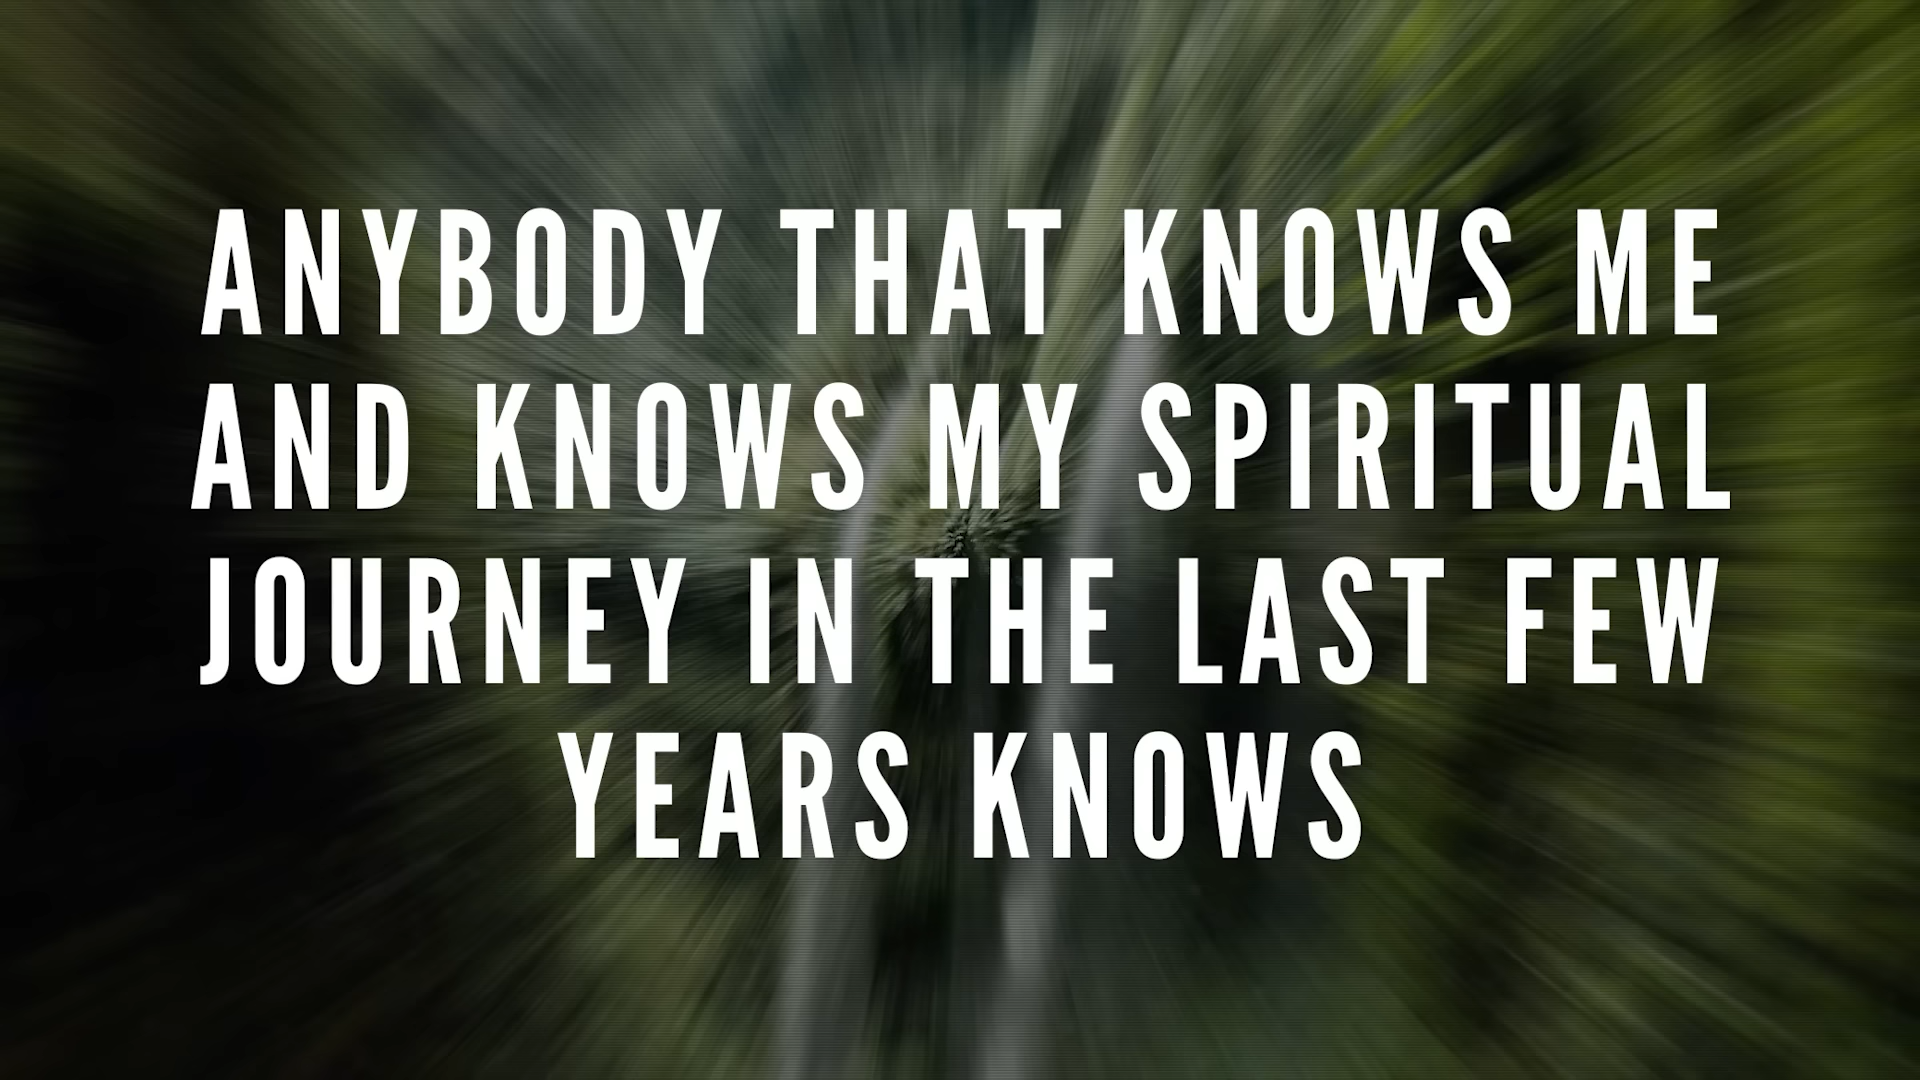 ANYBODY THAT KNOWS ME
AND KNOWS MY SPIRITUAL
JOURNEY IN THE LAST FEW
YEARS KNOWS